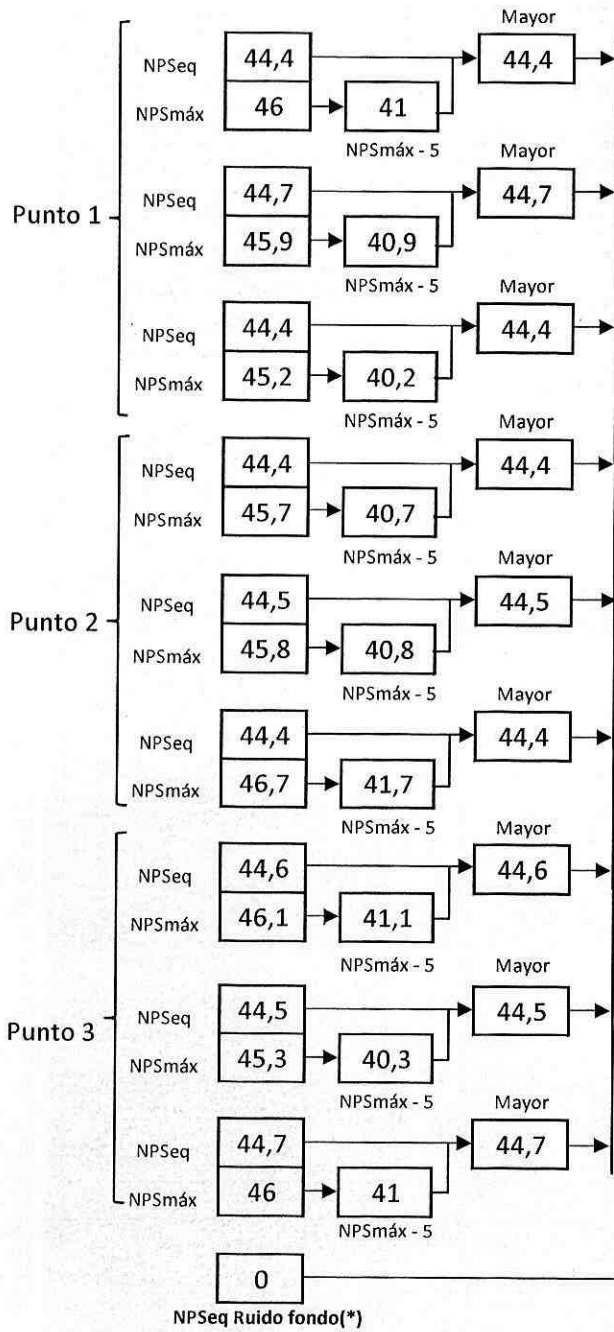 Mayor
NPSeq 44,4 44,4
NPSmáx 46 41
NPSmáx - 5
Mayor
NPSeq 44,7 44,7
Punto 1
NPSmáx 45,9 40,9
NPSmáx - 5
Mayor
NPSeq 44,4 44,4
NPSmáx 45,2 40,2
NPSmáx - 5
Mayor
NPSeq 44,4 44,4
NPSmáx 45,7 40,7
NPSmáx - 5
Mayor
NPSeq 44,5 44,5
Punto 2
NPSmáx 45,8 40,8
NPSmáx - 5
Mayor
NPSeq 44,4 44,4
NPSmáx 46,7 41,7
NPSmáx - 5
Mayor
NPSeq 44,6 44,6
NPSmáx 46,1 41,1
NPSmáx - 5
Mayor
NPSeq 44,5 44,5
Punto 3
NPSmáx 45,3 40,3
NPSmáx - 5
Mayor
NPSeq 44,7 44,7
NPSmáx 46 41
NPSmáx - 5
0
NPSeq Ruido fondo(*)